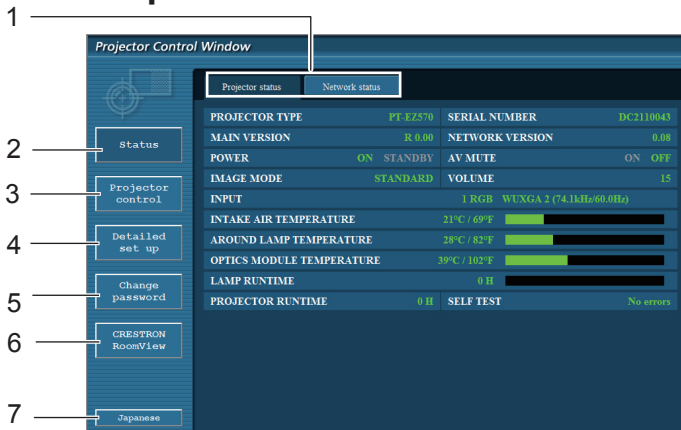 1
Projector Control Window
Projector status Network status
2 Status
3 Projector
control
4 Detailed
set up
5 Change
password
6 CRESTRON
RoomView
7 Japanese
PROJECTOR TYPE PT-EZ570 SERIAL NUMBER DC2110043
MAIN VERSION R 0.00 NETWORK VERSION 0.08
POWER ON STANDBY AV MUTE ON OFF
IMAGE MODE STANDARD VOLUME 15
INPUT 1 RGB WUXGA 2 (74.1kHz/60.0Hz)
INTAKE AIR TEMPERATURE 21°C / 69°F
AROUND LAMP TEMPERATURE 28°C / 82°F
OPTICS MODULE TEMPERATURE 39°C / 102°F
LAMP RUNTIME 0 H
PROJECTOR RUNTIME 0 H SELF TEST No errors